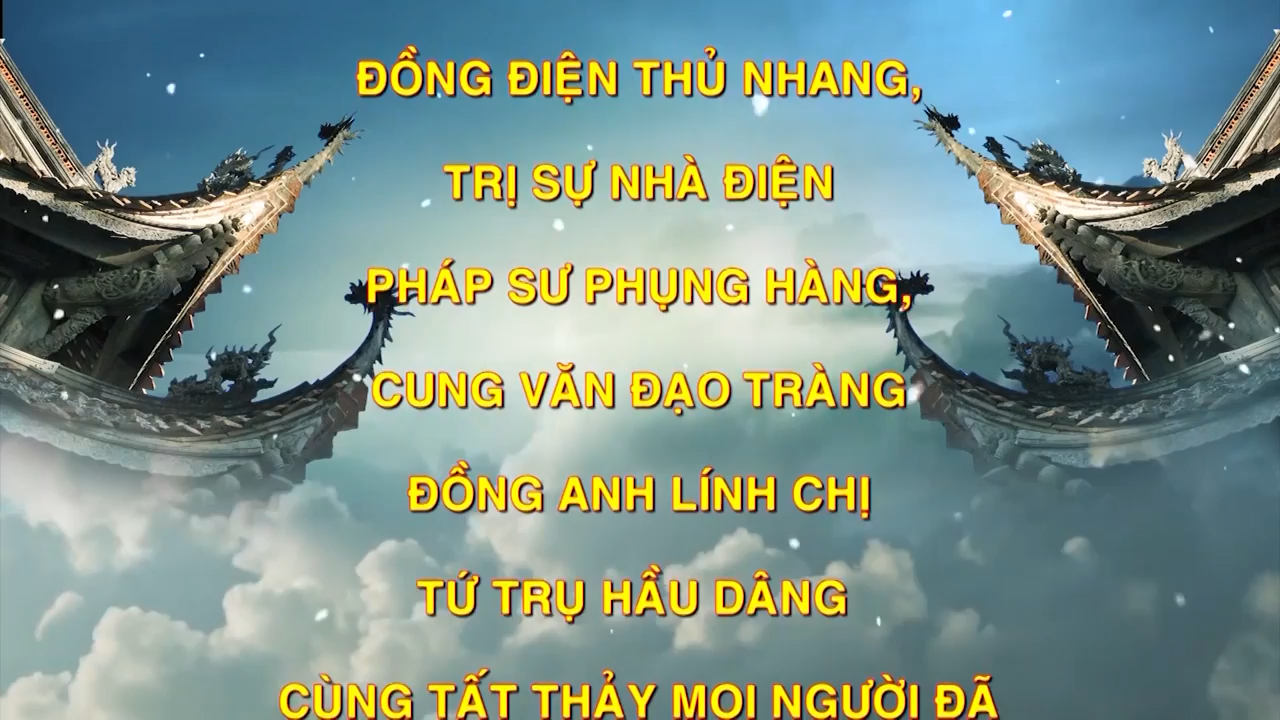 ĐỒNG ĐIỆN THỦ NHANG,
TRỊ SỰ NHÀ ĐIỆN
PHÁP SƯ PHỤNG HÀNG,
CUNG VĂN ĐẠO TRÀNG
ĐỒNG ANH LÍNH CHỊ
TỨ TRỤ HẦU DÂNG
CÙNG TẤT THẢY MỌI NGƯỜI ĐÃ